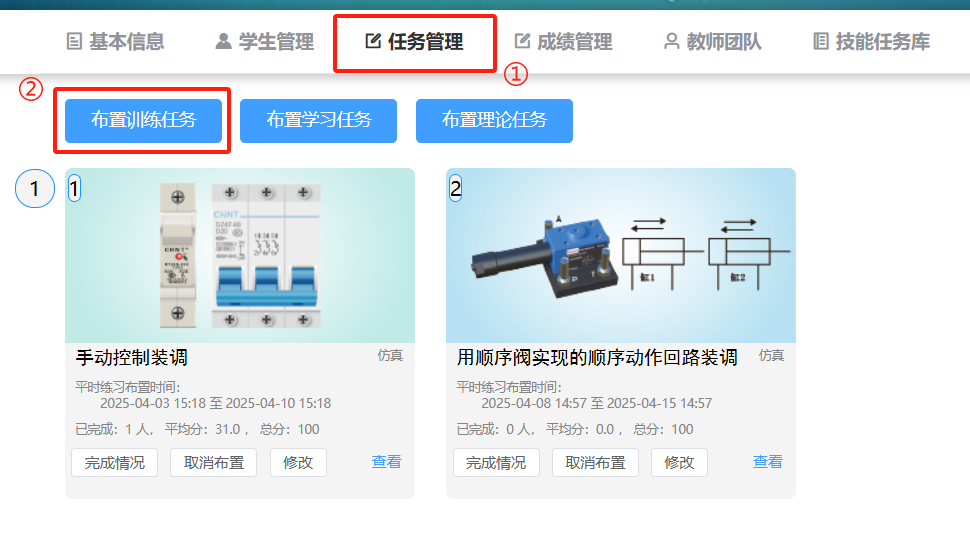 基本信息 学生管理 任务管理 成绩管理 教师团队 技能任务库
①
②
布置训练任务 布置学习任务 布置理论任务
1
1
CHNT
CHNT
DZ47-60
D20
2
A
P
T
缸1
缸2
手动控制装调 仿真
平时练习布置时间：
2025-04-03 15:18 至 2025-04-10 15:18
已完成：1 人， 平均分：31.0 ， 总分：100
完成情况 取消布置 修改 查看
用顺序阀实现的顺序动作回路装调 仿真
平时练习布置时间：
2025-04-08 14:57 至 2025-04-15 14:57
已完成：0 人， 平均分：0.0 ， 总分：100
完成情况 取消布置 修改 查看